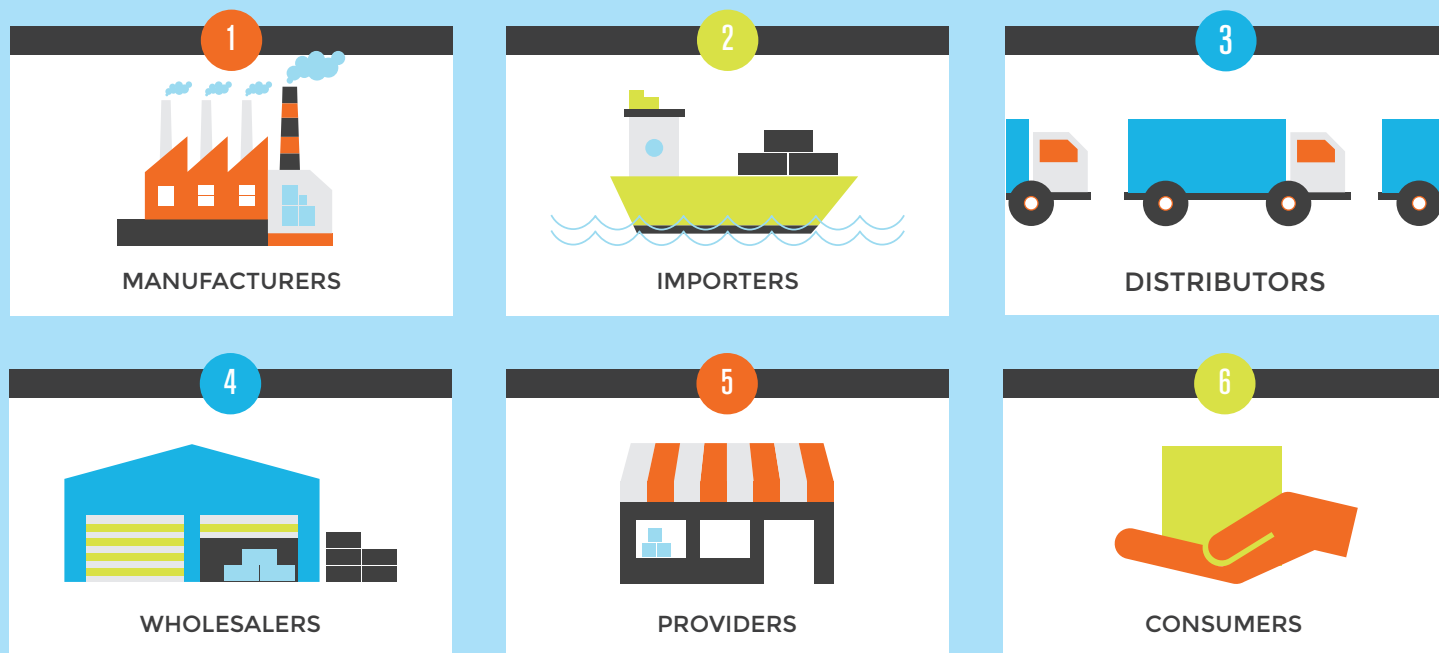 1
MANUFACTURERS
2
IMPORTERS
3
DISTRIBUTORS
4
WHOLESALERS
5
PROVIDERS
6
CONSUMERS